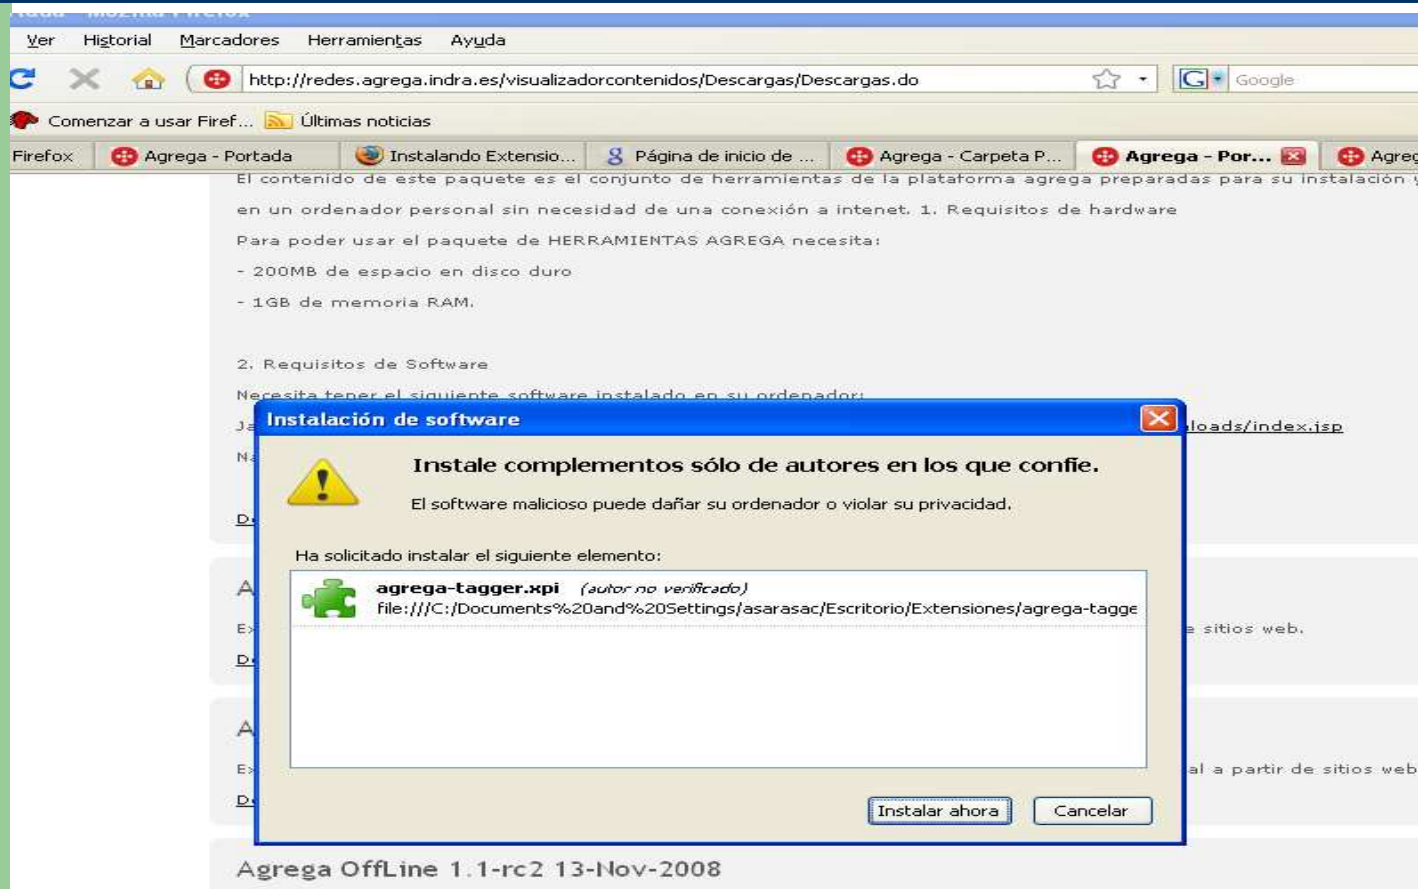 Mozilla Firefox
Ver Historial Marcadores Herramientas Ayuda
http://redes.agrega.indra.es/visualizadorcontenidos/Descargas/Descargas.do
Google
Comenzar a usar Firef... Últimas noticias
Firefox Agrega - Portada Instalando Extensio... Página de inicio de ... Agrega - Carpeta P... Agrega - Por... Agreg
El contenido de este paquete es el conjunto de herramientas de la plataforma agrega preparadas para su instalación y
en un ordenador personal sin necesidad de una conexión a intenet. 1. Requisitos de hardware
Para poder usar el paquete de HERRAMIENTAS AGREGA necesita:
- 200MB de espacio en disco duro
- 1GB de memoria RAM.
2. Requisitos de Software
Necesita tener el siguiente software instalado en su ordenador:
loads/index.jsp
Instalación de software
Instale complementos sólo de autores en los que confíe.
El software malicioso puede dañar su ordenador o violar su privacidad.
Ha solicitado instalar el siguiente elemento:
agrega-tagger.xpi (autor no verificado)
file:///C:/Documents%20and%20Settings/asarasac/Escritorio/Extensiones/agrega-tagge
sitios web.
al a partir de sitios web
Instalar ahora Cancelar
Agrega OffLine 1.1-rc2 13-Nov-2008